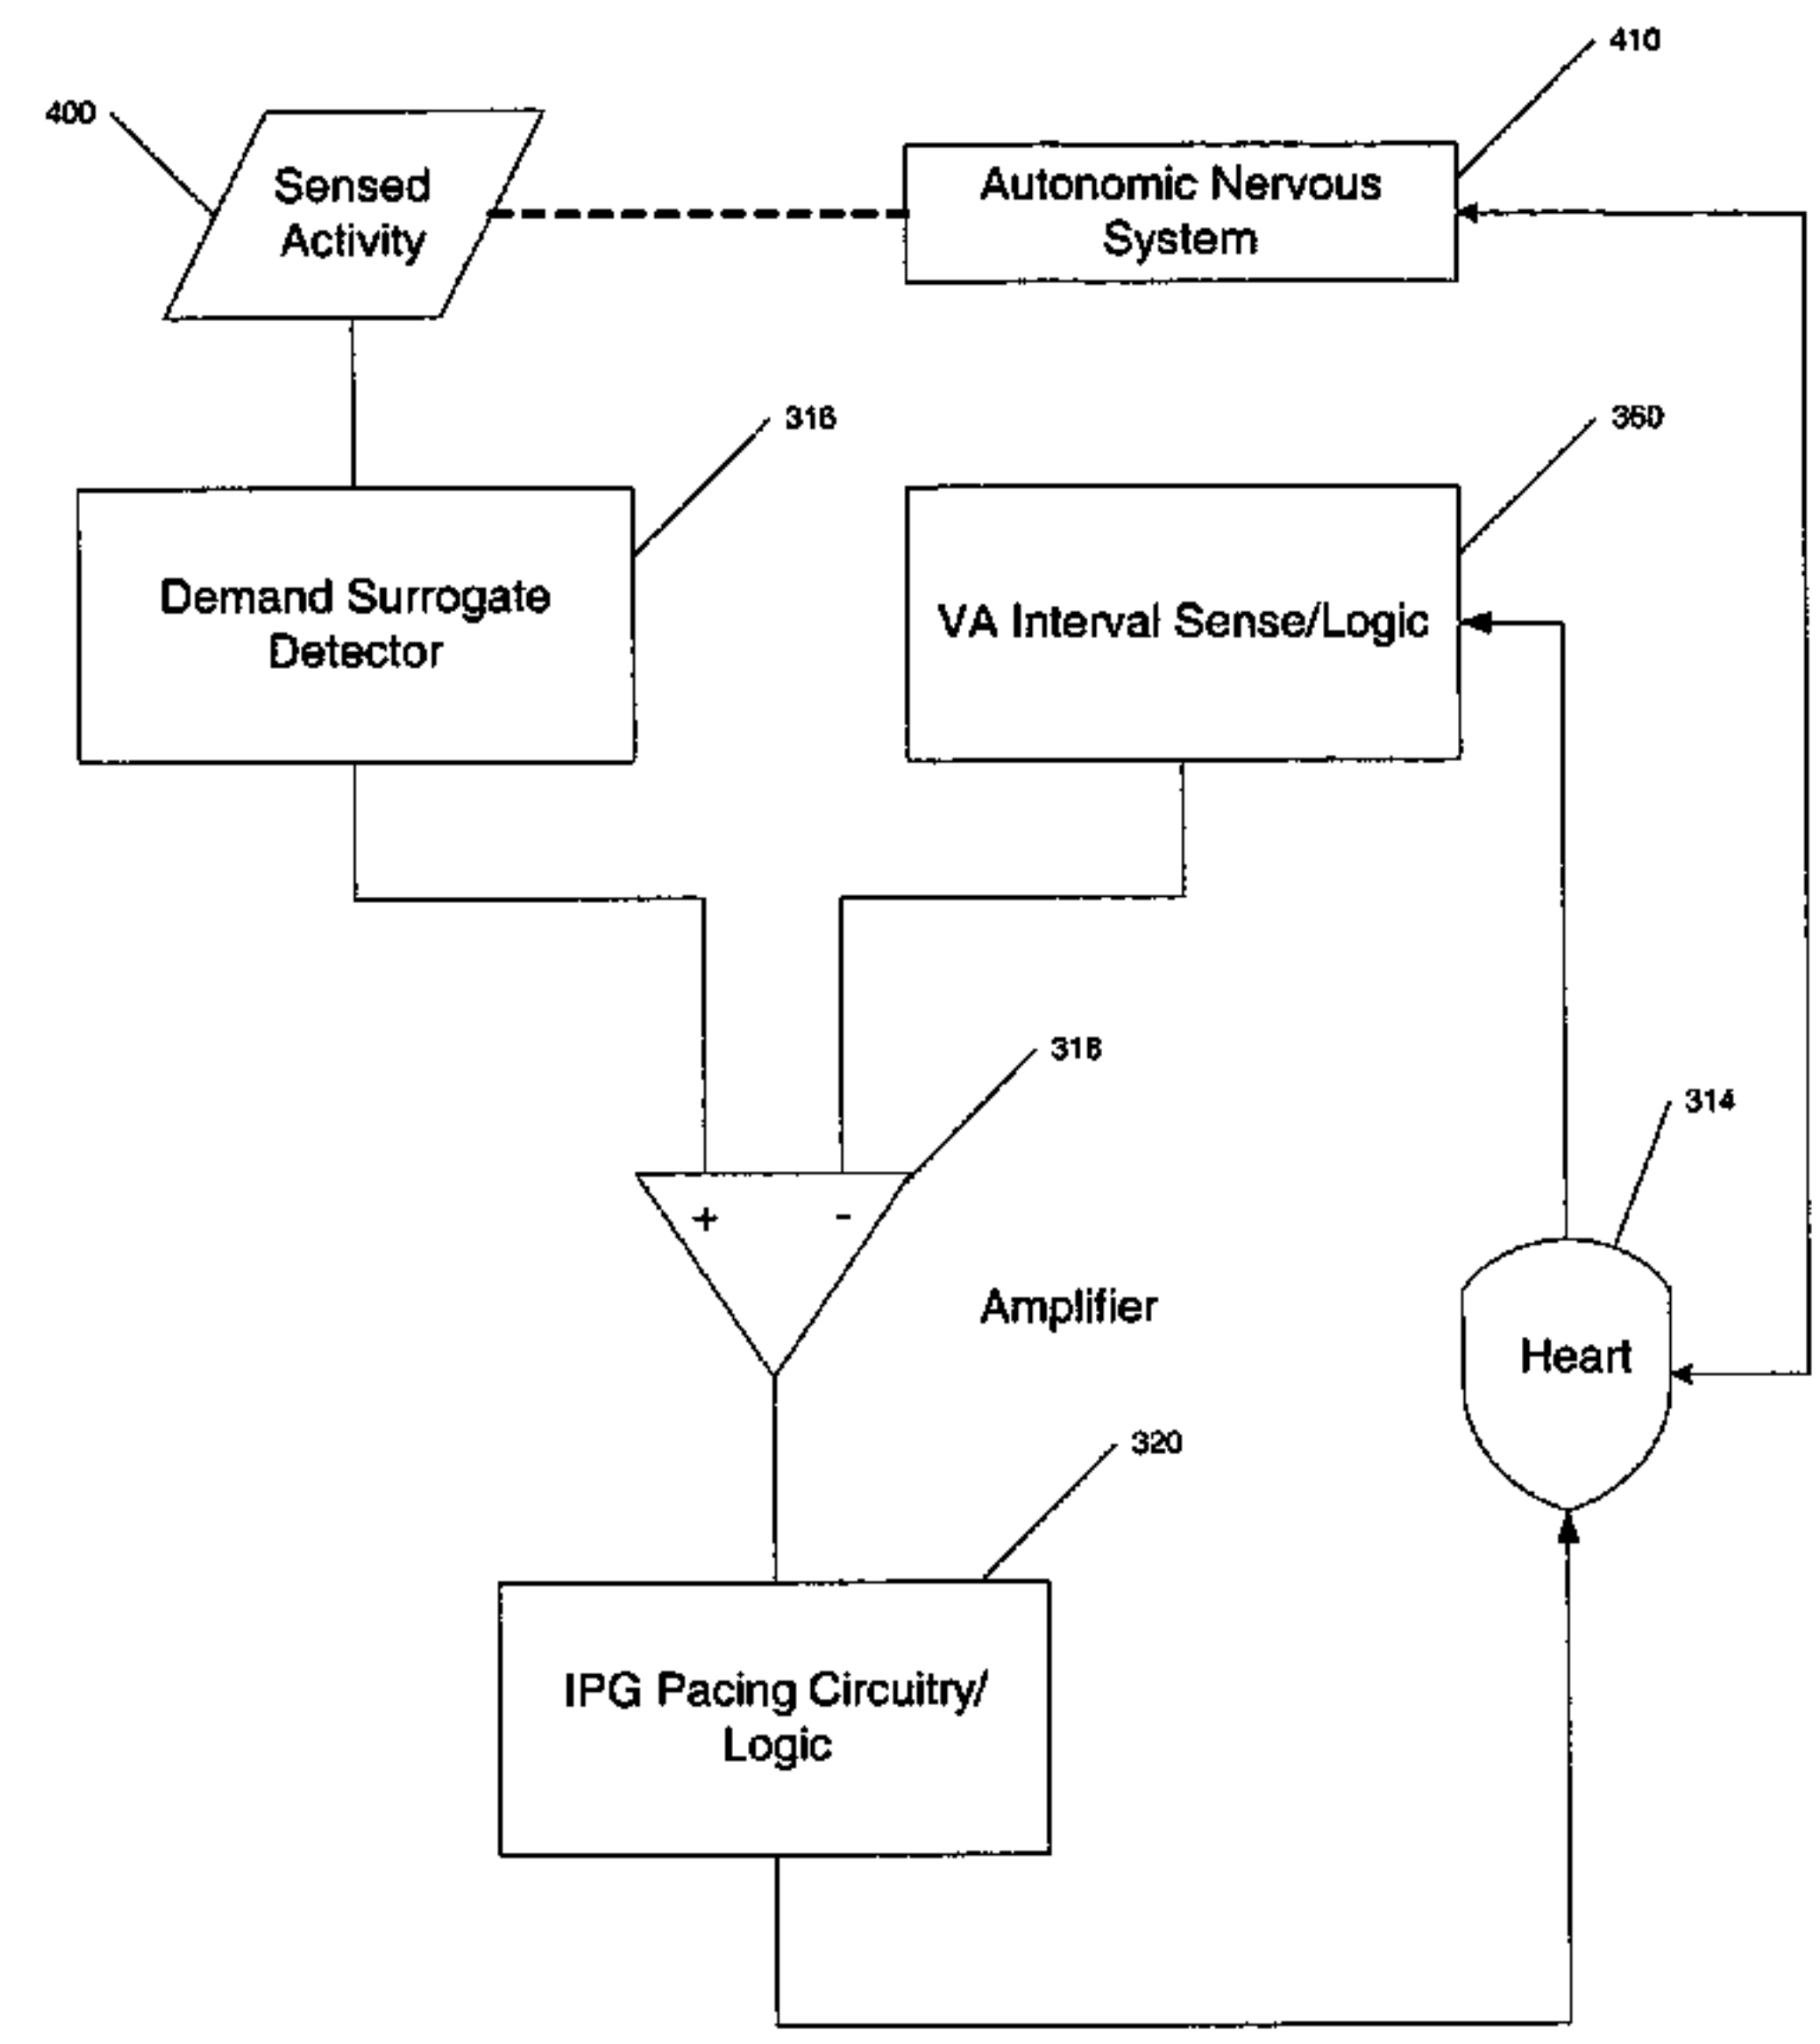 410
400
Sensed
Activity
Autonomic Nervous
System
316
360
Demand Surrogate
Detector
VA Interval Sense/Logic
318
314
+
-
Amplifier
Heart
320
IPG Pacing Circuitry/
Logic